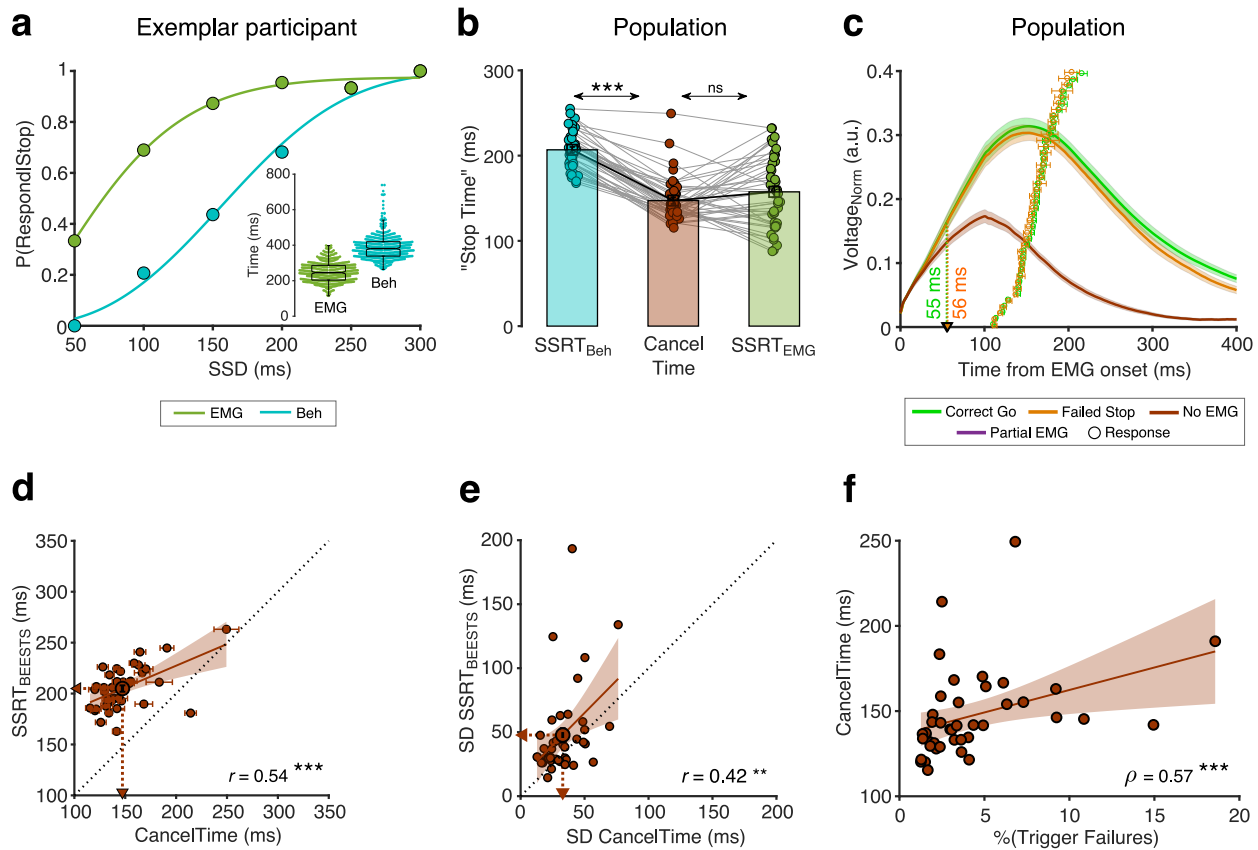 a
Exemplar participant
P(Respond|Stop)
1
0.8
0.6
0.4
0.2
0
50
100
150
200
250
300
SSD (ms)
Time (ms)
600
400
200
0
EMG
Beh
EMG
Beh
b
Population
"Stop Time" (ms)
300
200
100
0
***
ns
SSRTBeh
Cancel
Time
SSRTEMG
c
Population
VoltageNorm (a.u.)
0.4
0.3
0.2
0.1
0
55 ms
56 ms
0
100
200
300
400
Time from EMG onset (ms)
Correct Go
Failed Stop
No EMG
Partial EMG
Response
d
SSRTBEESTS (ms)
350
300
250
200
150
100
100
150
200
250
300
350
CancelTime (ms)
r = 0.54 ***
e
SD SSRTBEESTS (ms)
200
150
100
50
0
0
50
100
150
200
SD CancelTime (ms)
r = 0.42 **
f
CancelTime (ms)
250
200
150
100
0
5
10
15
20
%(Trigger Failures)
ρ = 0.57 ***